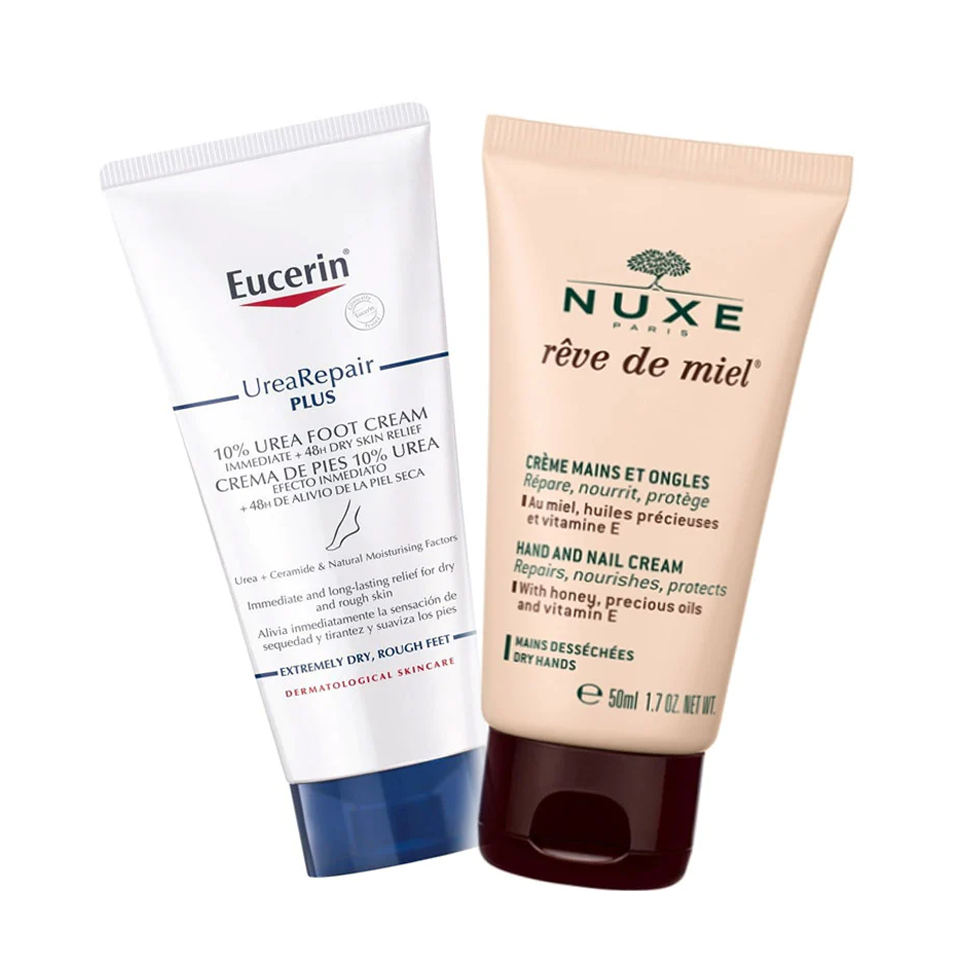 Eucerin®
UreaRepair
PLUS
10% UREA FOOT CREAM
IMMEDIATE + 48H DRY SKIN RELIEF
CREMA DE PIES 10% UREA
EFECTO INMEDIATO
+ 48H DE ALIVIO DE LA PIEL SECA
Urea + Ceramide & Natural Moisturising Factors
Immediate and long-lasting relief for dry
and rough skin
Alivia inmediatamente la sensación de
sequedad y tirantez y suaviza los pies
EXTREMELY DRY, ROUGH FEET
DERMATOLOGICAL SKINCARE
NUXE
PARIS
rêve de miel®
CRÈME MAINS ET ONGLES
Répare, nourrit, protège
Au miel, huiles précieuses
et vitamine E
HAND AND NAIL CREAM
Repairs, nourishes, protects
With honey, precious oils
and vitamin E
MAINS DESSÉCHÉES
DRY HANDS
℮ 50ml 1.7 OZ. NET WT.